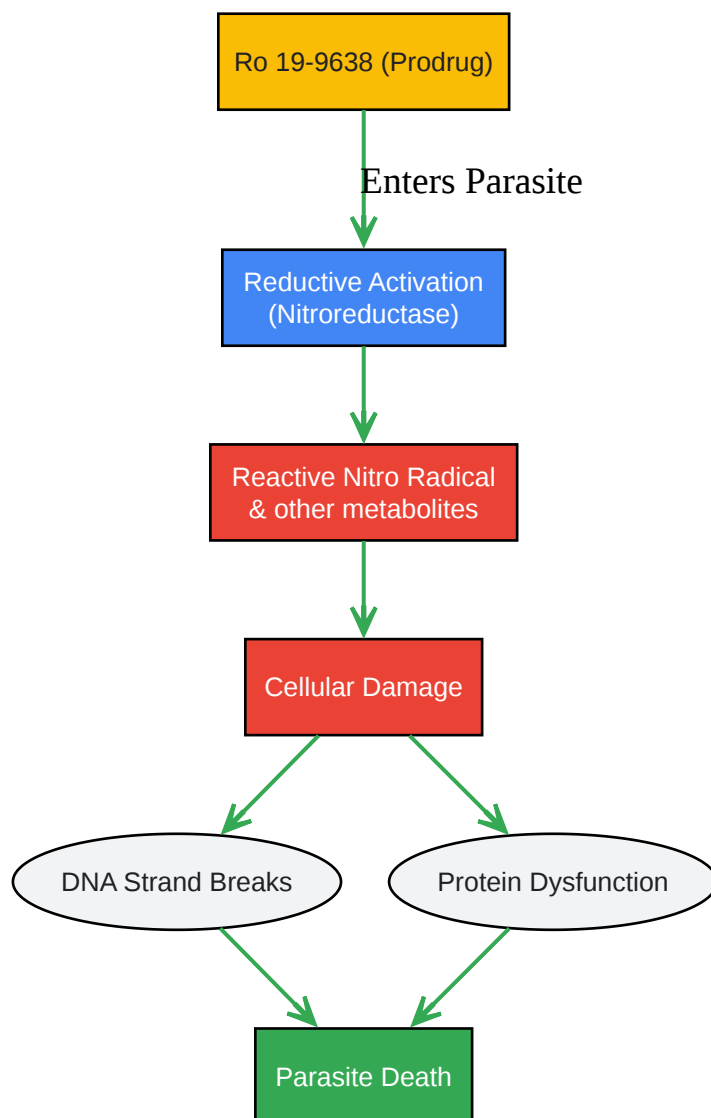 Ro 19-9638 (Prodrug)
Enters Parasite
Reductive Activation
(Nitroreductase)
Reactive Nitro Radical
& other metabolites
Cellular Damage
DNA Strand Breaks
Protein Dysfunction
Parasite Death